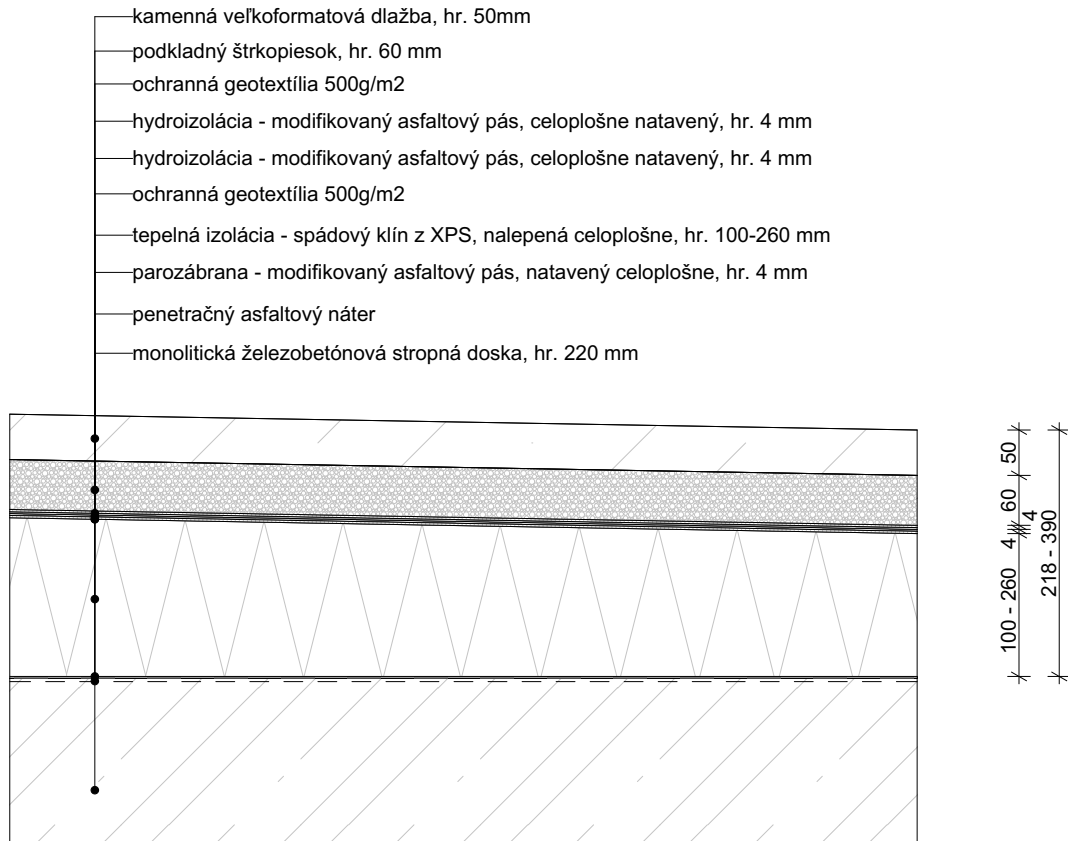 kamenná veľkoformatová dlažba, hr. 50mm
podkladný štrkopiesok, hr. 60 mm
ochranná geotextília 500g/m2
hydroizolácia - modifikovaný asfaltový pás, celoplošne natavený, hr. 4 mm
hydroizolácia - modifikovaný asfaltový pás, celoplošne natavený, hr. 4 mm
ochranná geotextília 500g/m2
tepelná izolácia - spádový klín z XPS, nalepená celoplošne, hr. 100-260 mm
parozábrana - modifikovaný asfaltový pás, natavený celoplošne, hr. 4 mm
penetračný asfaltový náter
monolitická železobetónová stropná doska, hr. 220 mm
50
60
4
4
100 - 260
218 - 390